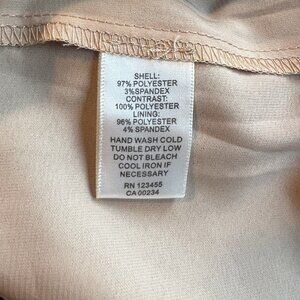 SHELL:
97% POLYESTER
3%SPANDEX
CONTRAST:
100% POLYESTER
LINING:
96% POLYESTER
4% SPANDEX
HAND WASH COLD
TUMBLE DRY LOW
DO NOT BLEACH
COOL IRON IF
NECESSARY
RN 123455
CA 00234